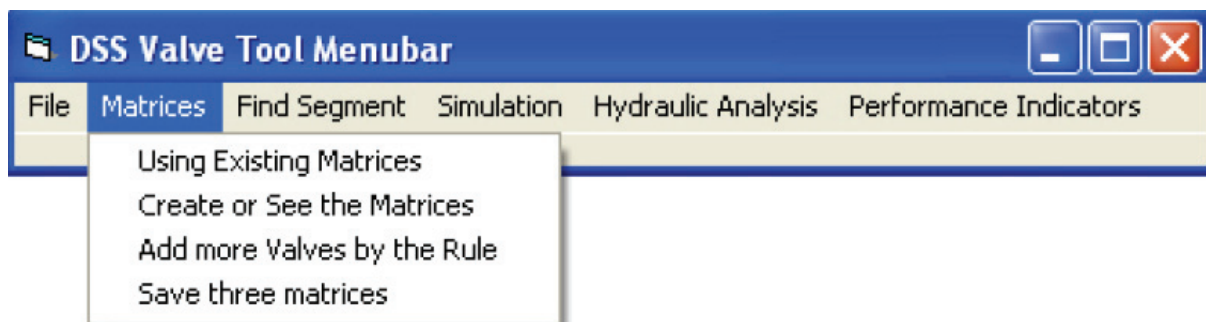 DSS Valve Tool Menubar
File Matrices Find Segment Simulation Hydraulic Analysis Performance Indicators
Using Existing Matrices
Create or See the Matrices
Add more Valves by the Rule
Save three matrices